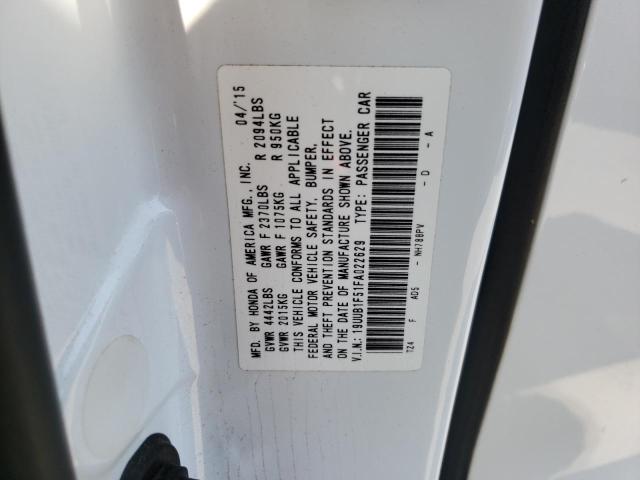 MFD. BY HONDA OF AMERICA MFG., INC. 04/'15
GVWR 4442LBS GAWR F 2370LBS R 2094LBS
GVWR 2015KG GAWR F 1075KG R 950KG
THIS VEHICLE CONFORMS TO ALL APPLICABLE
FEDERAL MOTOR VEHICLE SAFETY, BUMPER,
AND THEFT PREVENTION STANDARDS IN EFFECT
ON THE DATE OF MANUFACTURE SHOWN ABOVE.
V.I.N.: 19UUB1F51FA022629 TYPE: PASSENGER CAR
TZ4 F AD5 - NH788PV - D - A